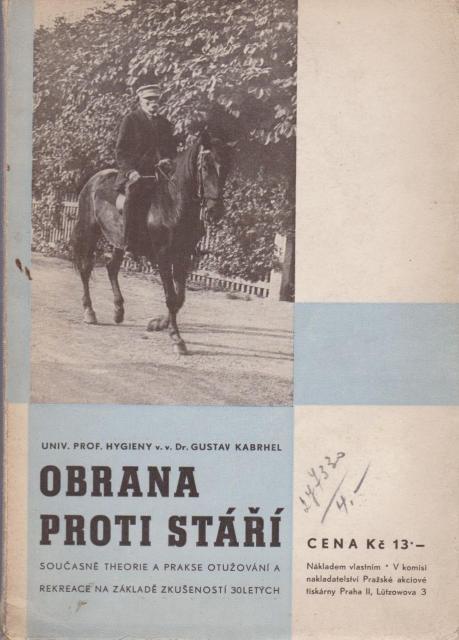 UNIV. PROF. HYGIENY v. v. Dr. GUSTAV KABRHEL
OBRANA
PROTI STÁŘÍ
SOUČASNĚ THEORIE A PRAKSE OTUŽOVÁNÍ A
REKREACE NA ZÁKLADĚ ZKUŠENOSTÍ 30LETÝCH
CENA Kč 13·–
Nákladem vlastním • V komisi
nakladatelství Pražské akciové
tiskárny Praha II, Lützowova 3